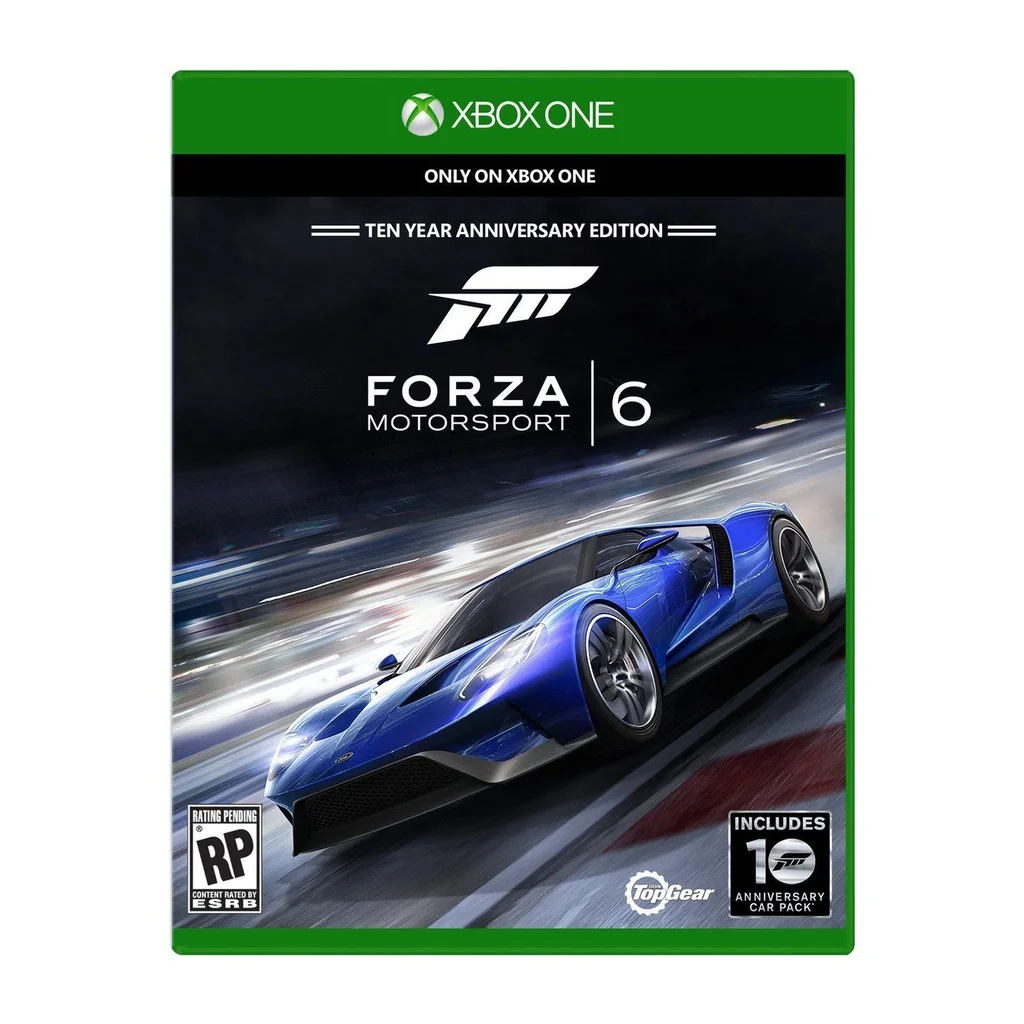 XBOX ONE
ONLY ON XBOX ONE
TEN YEAR ANNIVERSARY EDITION
FORZA
MOTORSPORT
6
RATING PENDING
®
RP
CONTENT RATED BY
ESRB
BBC
TopGear
INCLUDES
10
ANNIVERSARY
CAR PACK*